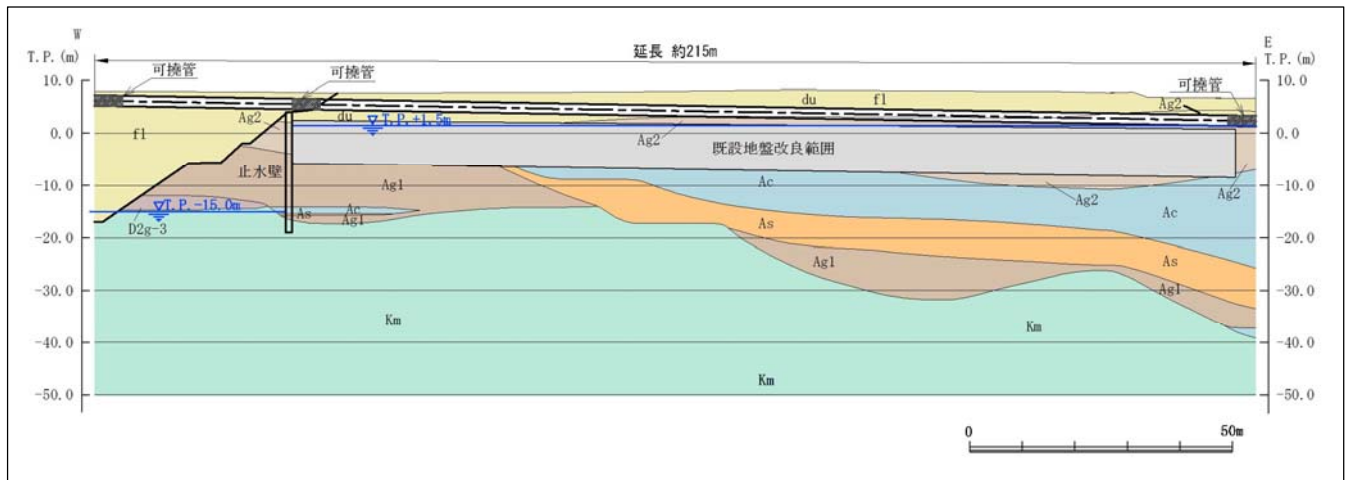 W
T.P.(m)
延長 約215m
E
T.P.(m)
可撓管
可撓管
可撓管
10.0
0.0
-10.0
-20.0
-30.0
-40.0
-50.0
10.0
0.0
-10.0
-20.0
-30.0
-40.0
-50.0
du
fl
Ag2
fl
Ag2
du
T.P.+1.5m
Ag2
既設地盤改良範囲
止水壁
Ag1
Ac
Ag2
Ag2
Ac
T.P.-15.0m
D2g-3
As
Ac
Ag1
As
As
Ag1
Ag1
Km
Km
Km
0
50m